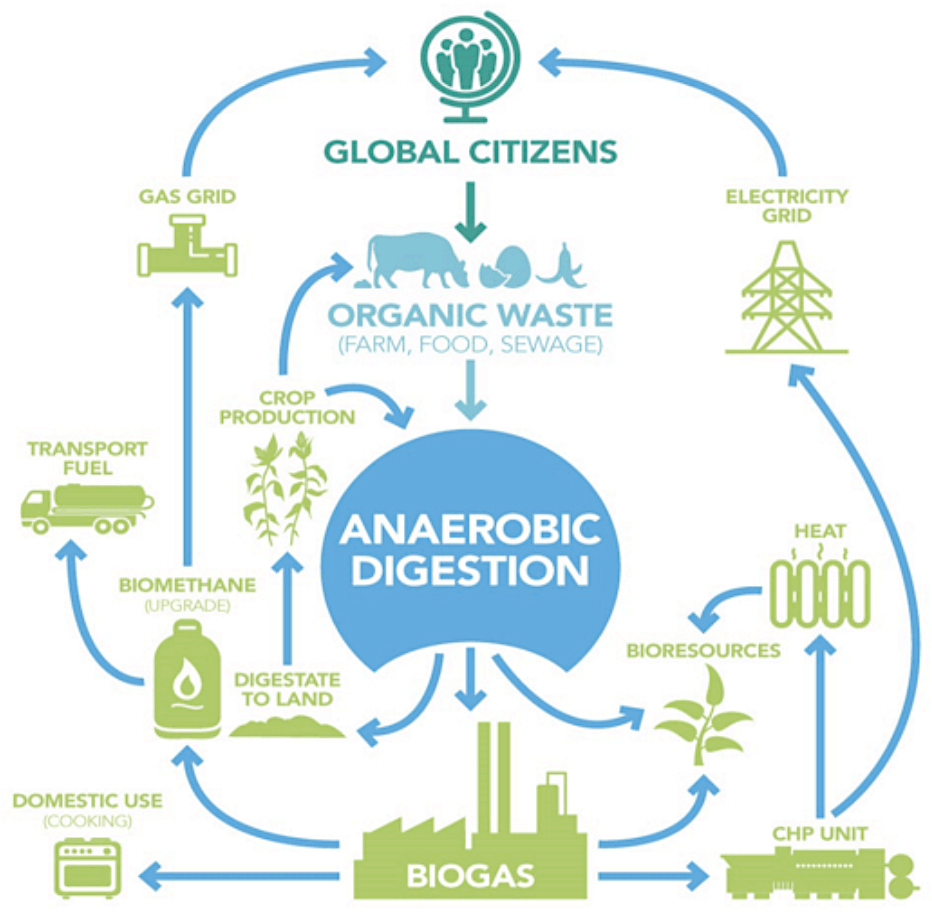 GLOBAL CITIZENS
GAS GRID
ELECTRICITY
GRID
ORGANIC WASTE
(FARM, FOOD, SEWAGE)
CROP
PRODUCTION
TRANSPORT
FUEL
ANAEROBIC
DIGESTION
HEAT
BIOMETHANE
(UPGRADE)
BIORESOURCES
DIGESTATE
TO LAND
DOMESTIC USE
(COOKING)
CHP UNIT
BIOGAS